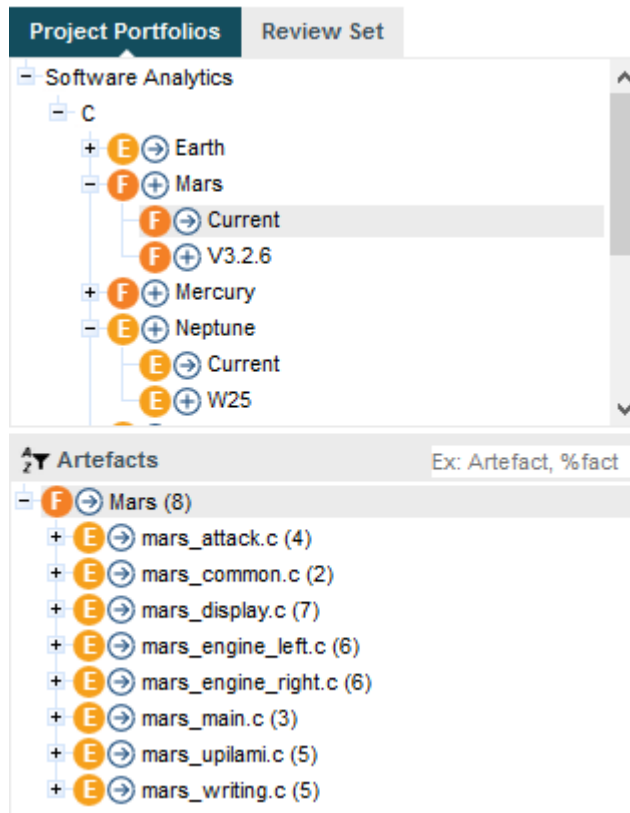 Project Portfolios Review Set
Software Analytics
C
E Earth
F Mars
F Current
F V3.2.6
F Mercury
E Neptune
E Current
E W25
A Z Artefacts Ex: Artefact, %fact
F Mars (8)
E mars_attack.c (4)
E mars_common.c (2)
E mars_display.c (7)
E mars_engine_left.c (6)
E mars_engine_right.c (6)
E mars_main.c (3)
E mars_upilami.c (5)
E mars_writing.c (5)